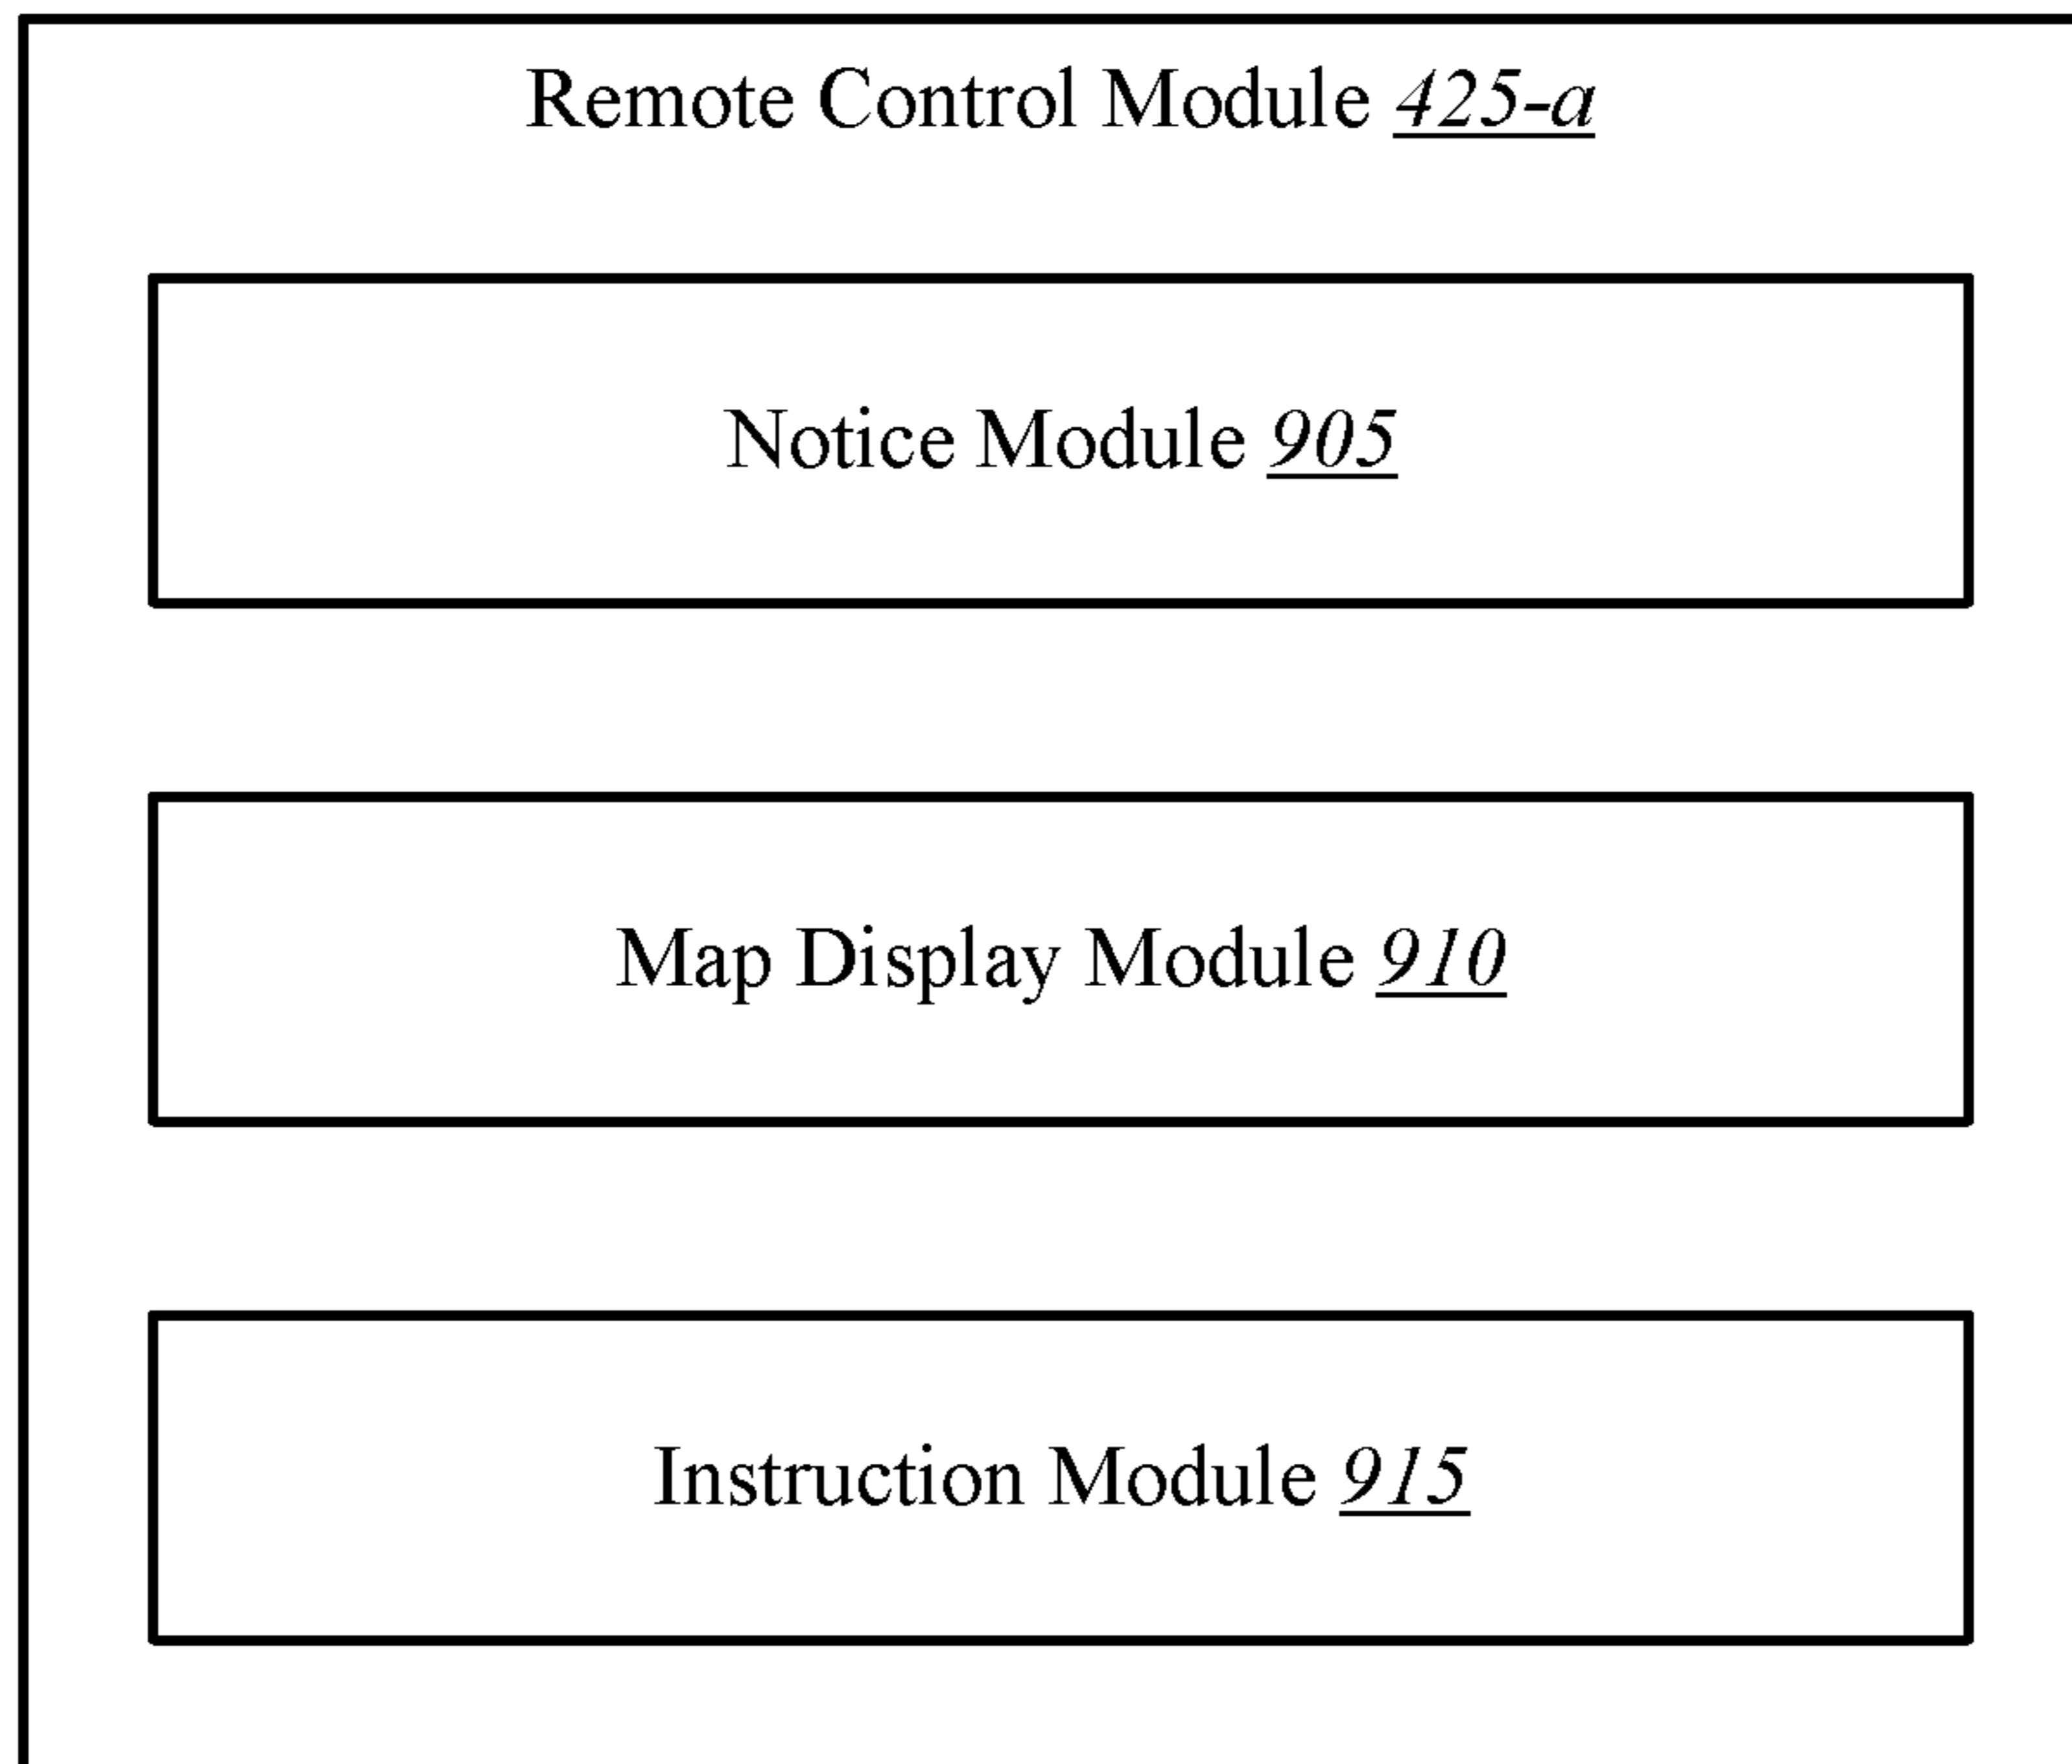 Remote Control Module 425-a
Notice Module 905
Map Display Module 910
Instruction Module 915